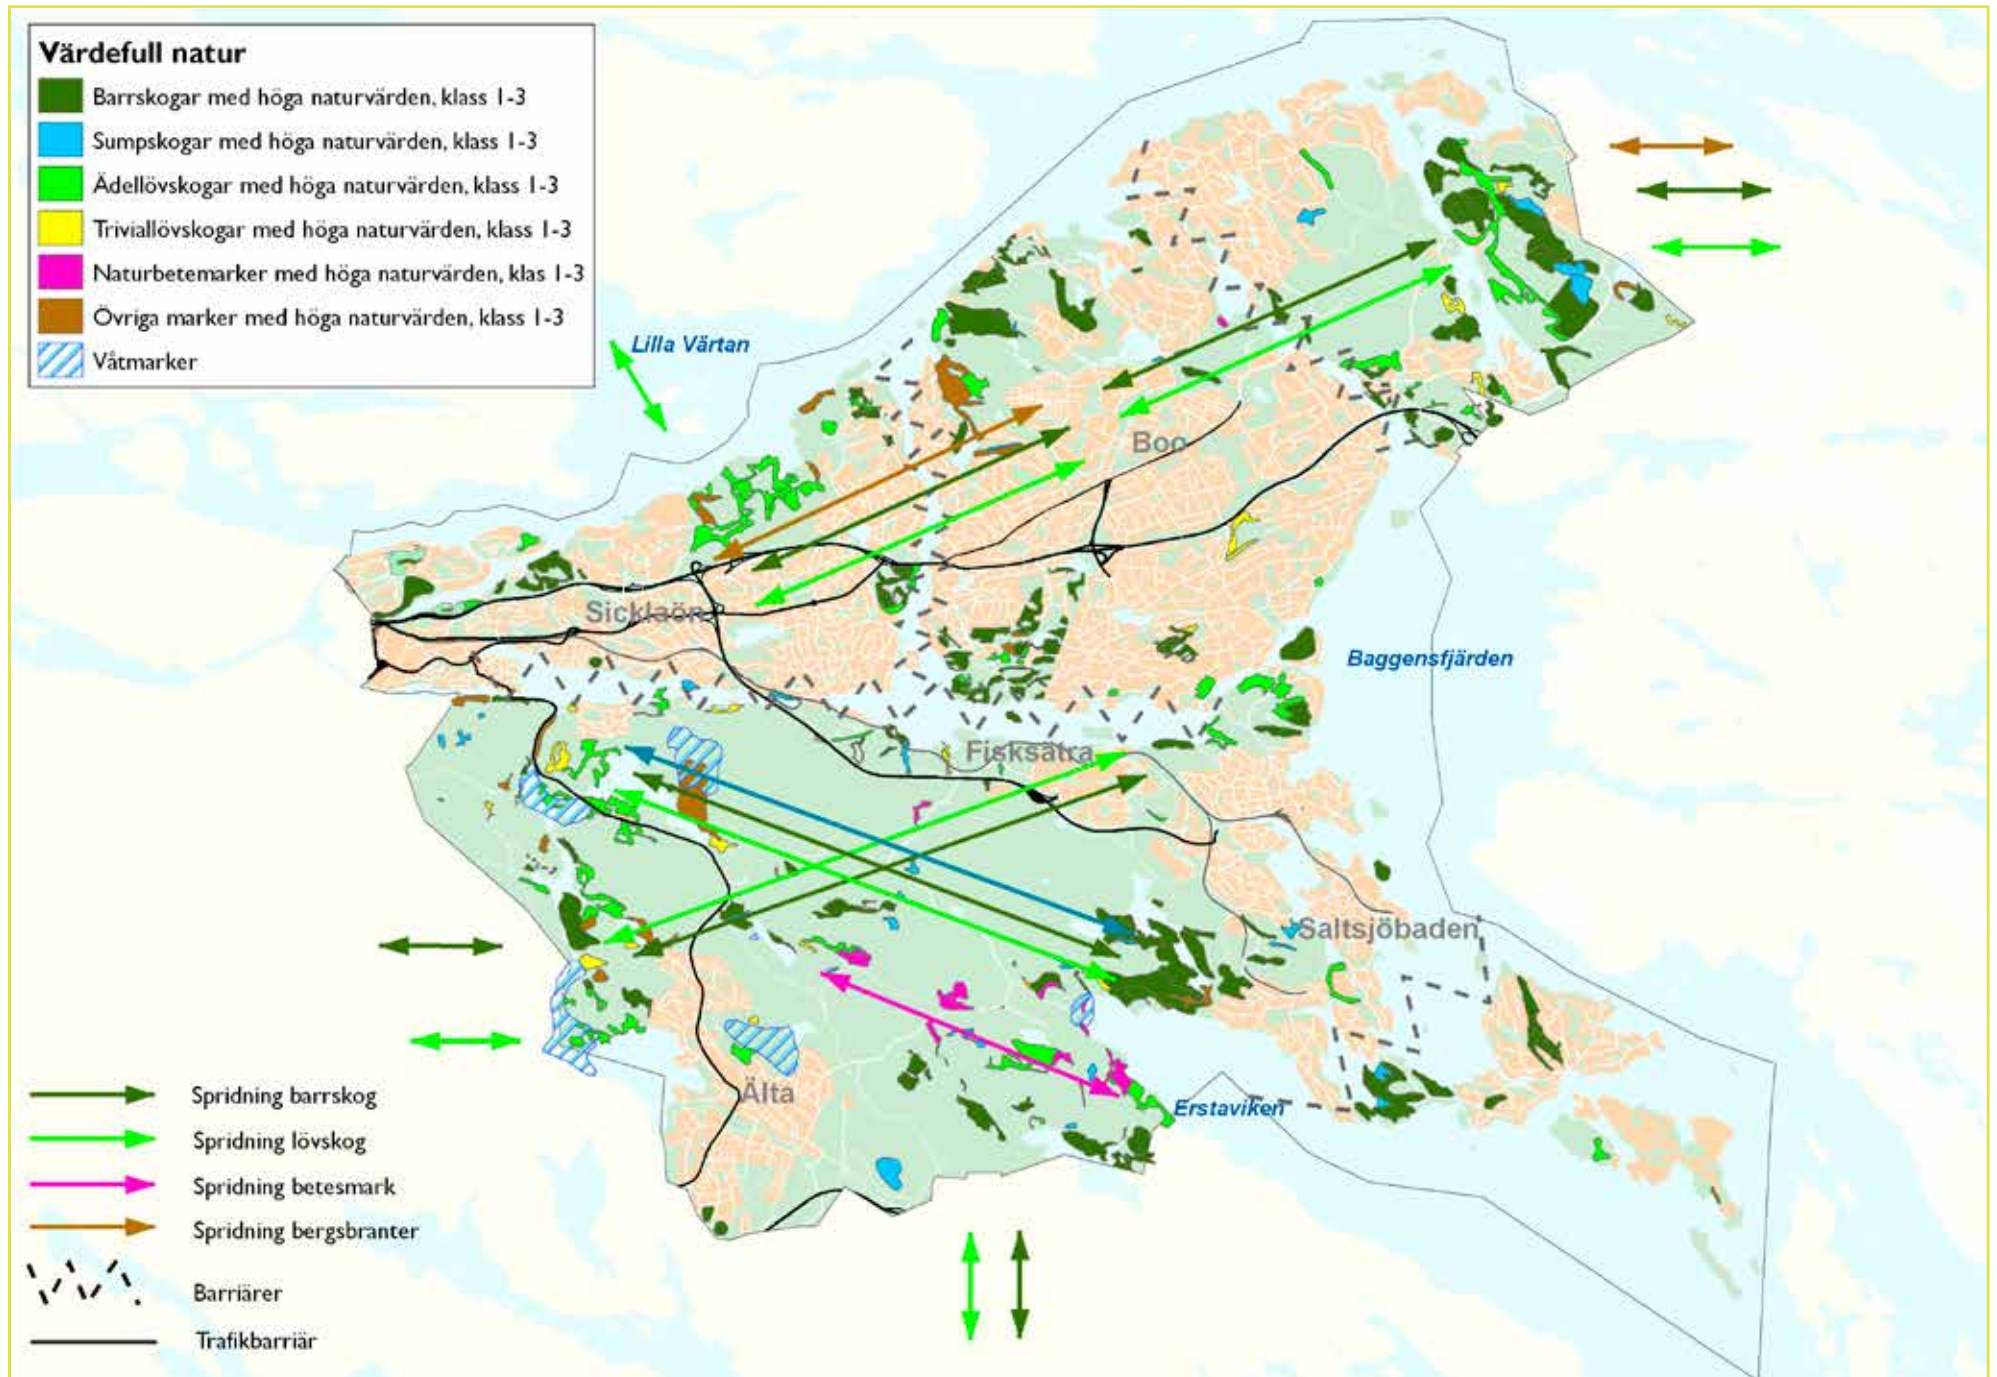 Värdefull natur
Barrskogar med höga naturvärden, klass 1-3
Sumpskogar med höga naturvärden, klass 1-3
Ädellövskogar med höga naturvärden, klass 1-3
Triviallövskogar med höga naturvärden, klass 1-3
Naturbetemarker med höga naturvärden, klas 1-3
Övriga marker med höga naturvärden, klass 1-3
Våtmarker
Lilla Värtan
Boo
Sicklaön
Baggensfjärden
Fisksätra
Saltsjöbaden
Älta
Erstaviken
Spridning barrskog
Spridning lövskog
Spridning betesmark
Spridning bergsbranter
Barriärer
Trafikbarriär